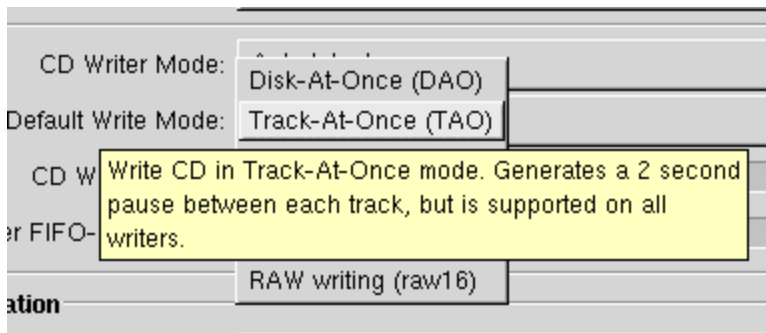 CD Writer Mode:
Disk-At-Once (DAO)
Default Write Mode: Track-At-Once (TAO)
CD W
Write CD in Track-At-Once mode. Generates a 2 second
pause between each track, but is supported on all
er FIFO- writers.
RAW writing (raw16)
ation